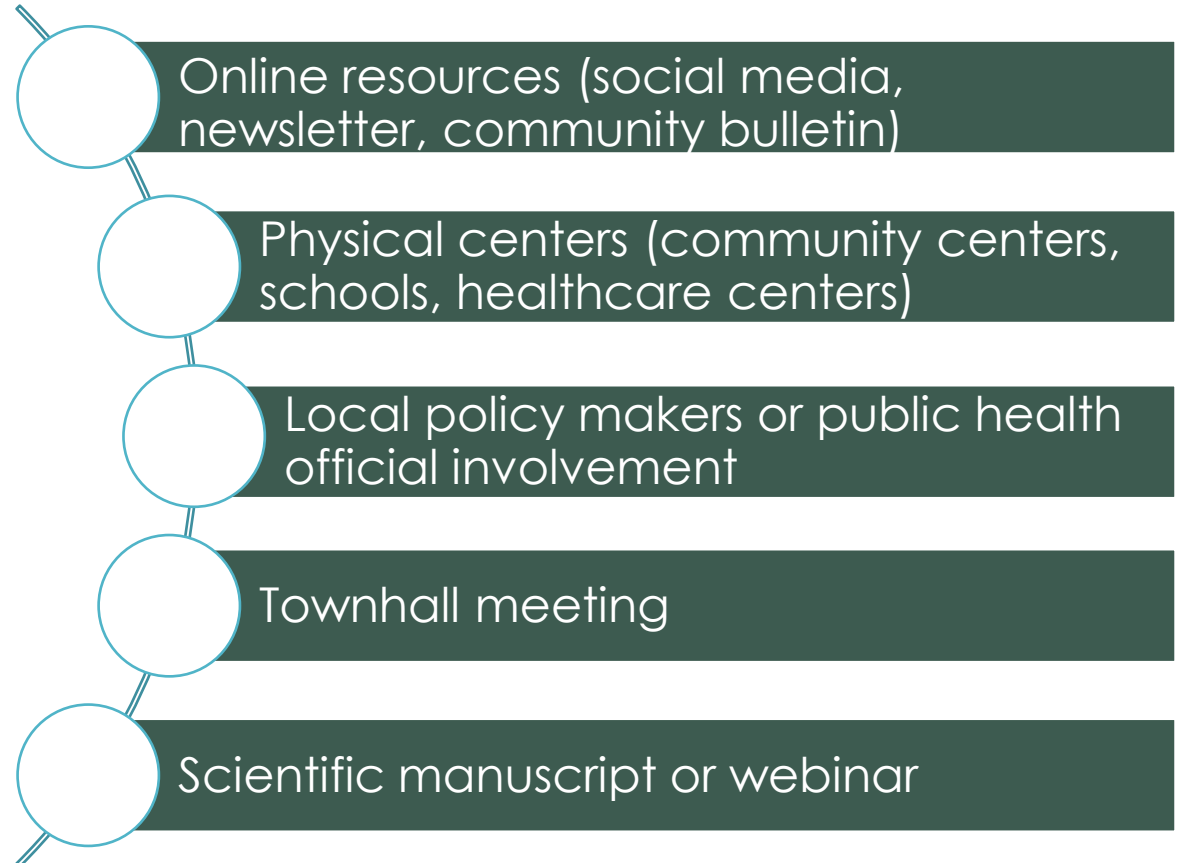 Online resources (social media,
newsletter, community bulletin)
Physical centers (community centers,
schools, healthcare centers)
Local policy makers or public health
official involvement
Townhall meeting
Scientific manuscript or webinar